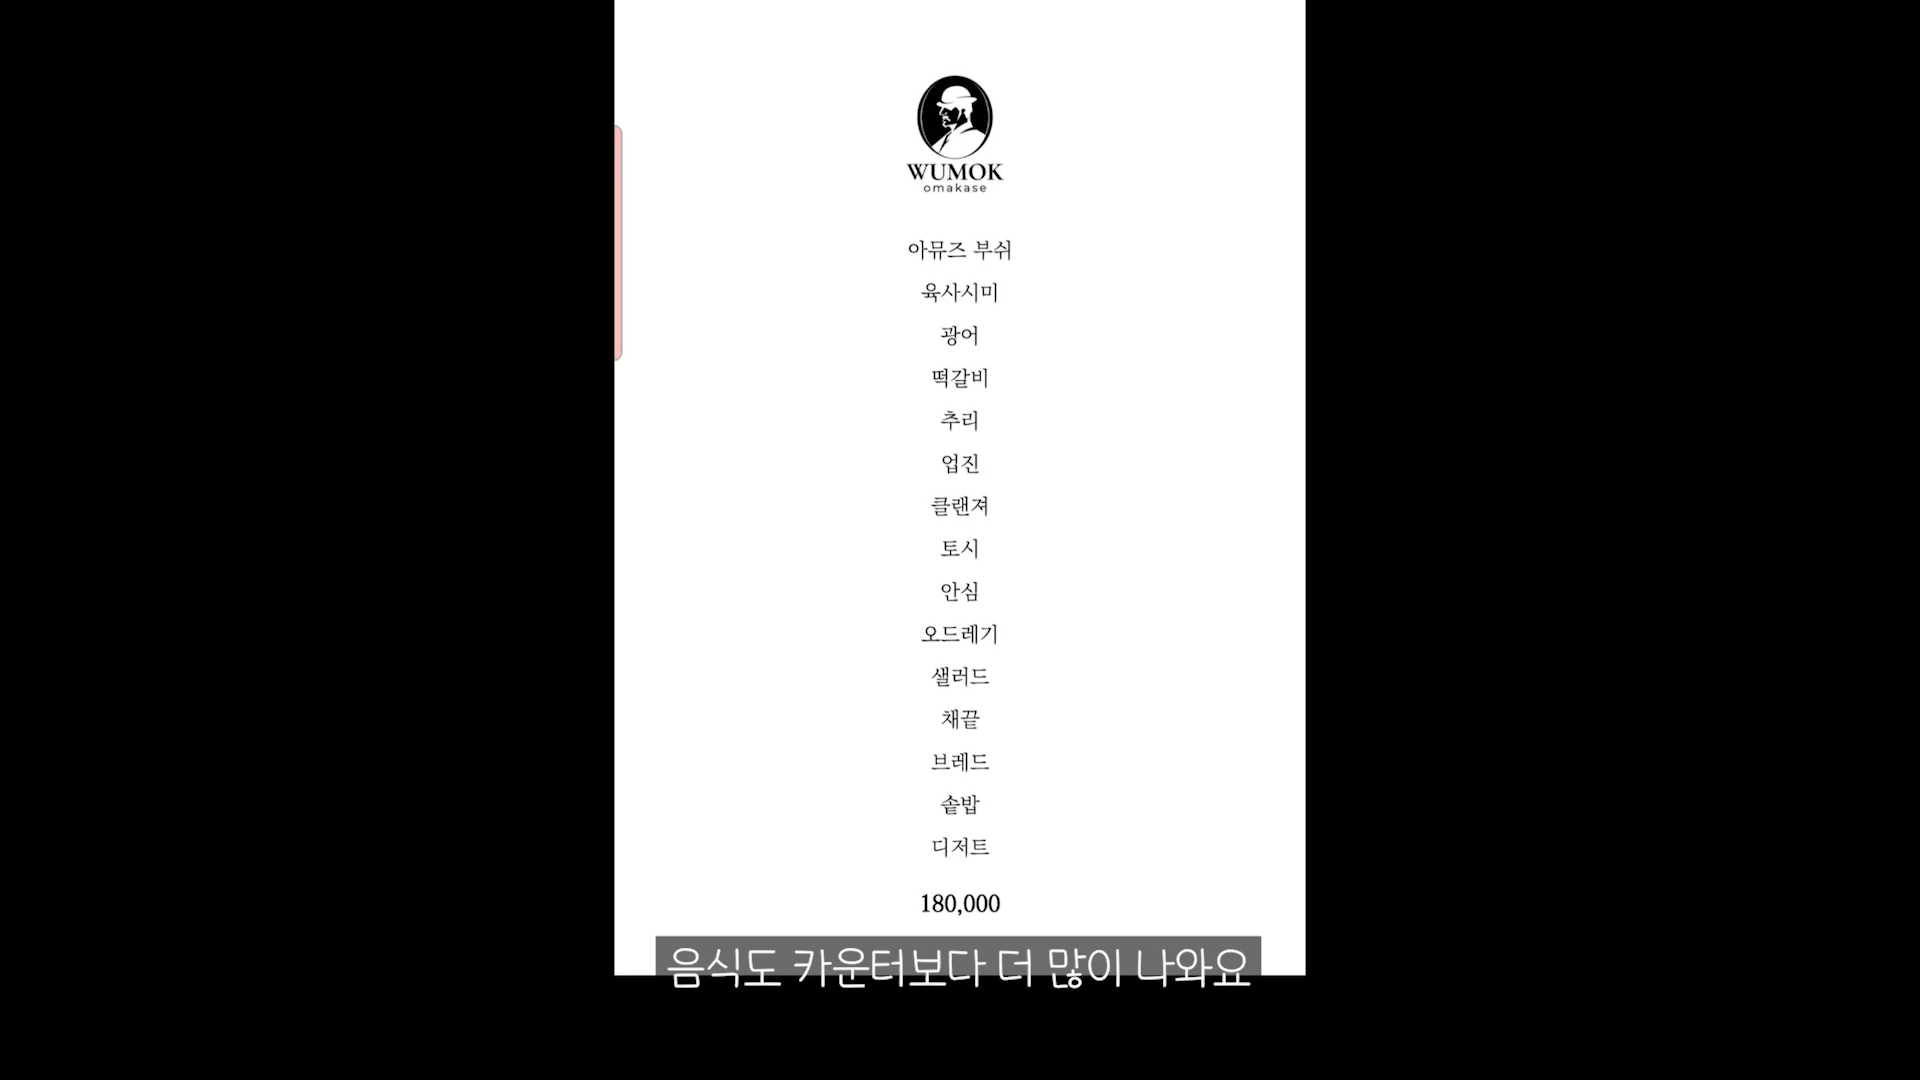 WUMOK
omakase
아뮤즈 부쉬
육사시미
광어
떡갈비
추리
업진
클랜져
토시
안심
오드레기
샐러드
채끝
브레드
솥밥
디저트
180,000
음식도 카운터보다 더 많이 나와요